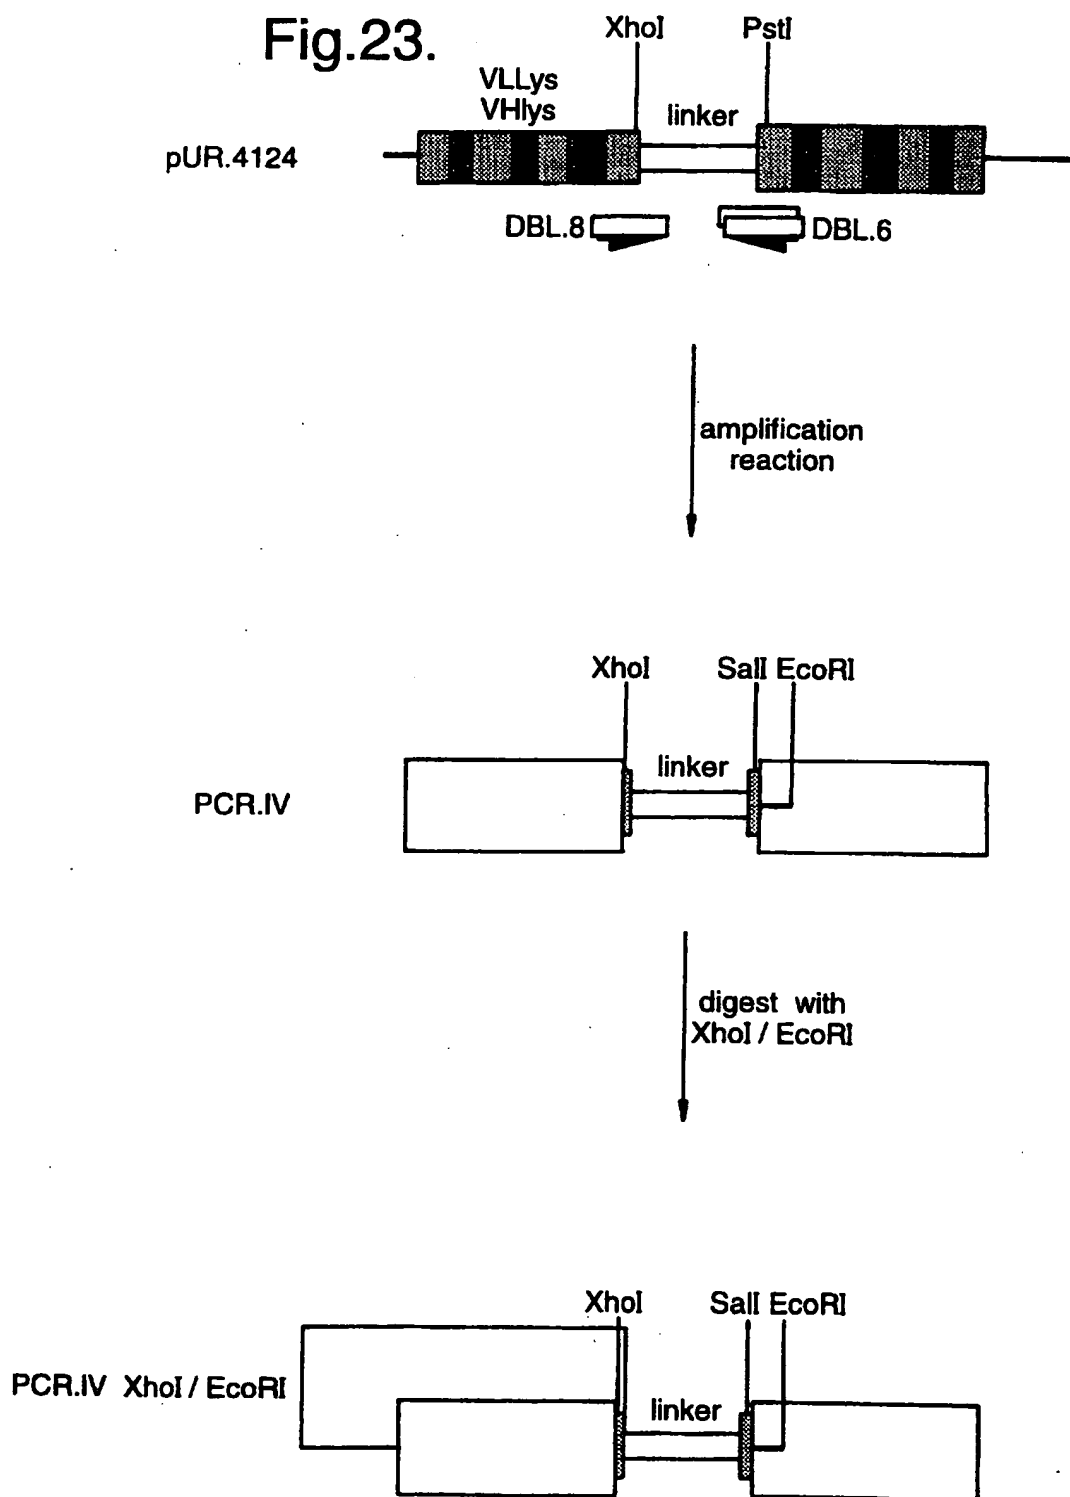 Fig.23.
XhoI PstI
VLLys
VHlys
linker
pUR.4124
DBL.8 DBL.6
amplification
reaction
XhoI SalI EcoRI
linker
PCR.IV
digest with
XhoI / EcoRI
XhoI SalI EcoRI
PCR.IV XhoI / EcoRI
linker